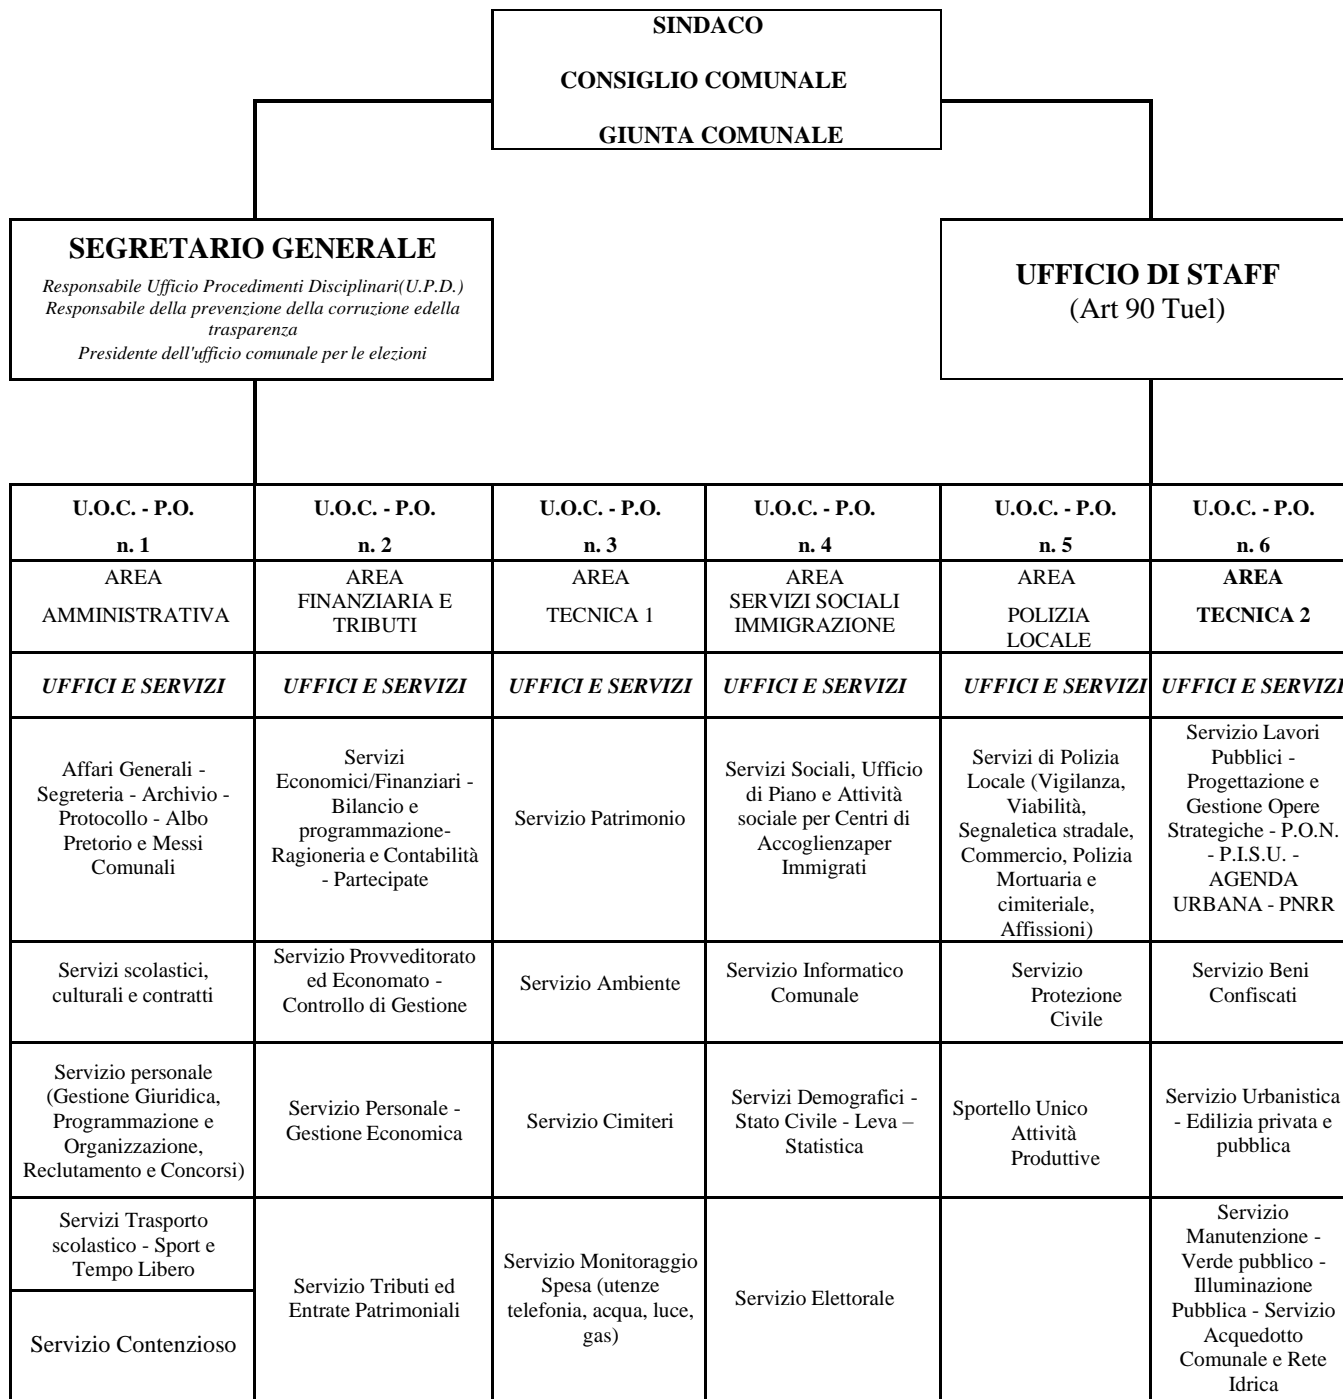 SINDACO
CONSIGLIO COMUNALE
GIUNTA COMUNALE
SEGRETARIO GENERALE
Responsabile Ufficio Procedimenti Disciplinari(U.P.D.)
Responsabile della prevenzione della corruzione edella
trasparenza
Presidente dell'ufficio comunale per le elezioni
UFFICIO DI STAFF
(Art 90 Tuel)
U.O.C. - P.O.
n. 1
U.O.C. - P.O.
n. 2
U.O.C. - P.O.
n. 3
U.O.C. - P.O.
n. 4
U.O.C. - P.O.
n. 5
U.O.C. - P.O.
n. 6
AREA
AMMINISTRATIVA
AREA
FINANZIARIA E
TRIBUTI
AREA
TECNICA 1
AREA
SERVIZI SOCIALI
IMMIGRAZIONE
AREA
POLIZIA
LOCALE
AREA
TECNICA 2
UFFICI E SERVIZI
UFFICI E SERVIZI
UFFICI E SERVIZI
UFFICI E SERVIZI
UFFICI E SERVIZI
UFFICI E SERVIZI
Affari Generali -
Segreteria - Archivio -
Protocollo - Albo
Pretorio e Messi
Comunali
Servizi
Economici/Finanziari -
Bilancio e
programmazione-
Ragioneria e Contabilità
- Partecipate
Servizio Patrimonio
Servizi Sociali, Ufficio
di Piano e Attività
sociale per Centri di
Accoglienzaper
Immigrati
Servizi di Polizia
Locale (Vigilanza,
Viabilità,
Segnaletica stradale,
Commercio, Polizia
Mortuaria e
cimiteriale,
Affissioni)
Servizio Lavori
Pubblici -
Progettazione e
Gestione Opere
Strategiche - P.O.N.
- P.I.S.U. -
AGENDA
URBANA - PNRR
Servizi scolastici,
culturali e contratti
Servizio Provveditorato
ed Economato -
Controllo di Gestione
Servizio Ambiente
Servizio Informatico
Comunale
Servizio
Protezione
Civile
Servizio Beni
Confiscati
Servizio personale
(Gestione Giuridica,
Programmazione e
Organizzazione,
Reclutamento e Concorsi)
Servizio Personale -
Gestione Economica
Servizio Cimiteri
Servizi Demografici -
Stato Civile - Leva –
Statistica
Sportello Unico
Attività
Produttive
Servizio Urbanistica
- Edilizia privata e
pubblica
Servizi Trasporto
scolastico - Sport e
Tempo Libero
Servizio Contenzioso
Servizio Tributi ed
Entrate Patrimoniali
Servizio Monitoraggio
Spesa (utenze
telefonia, acqua, luce,
gas)
Servizio Elettorale
Servizio
Manutenzione -
Verde pubblico -
Illuminazione
Pubblica - Servizio
Acquedotto
Comunale e Rete
Idrica